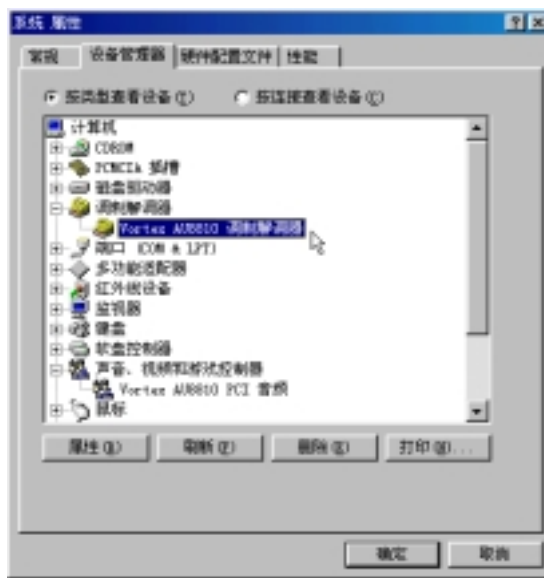 系统 属性
常规 设备管理器 硬件配置文件 性能
按类型查看设备(T) 按连接查看设备(C)
计算机
CDROM
PCMCIA 插槽
磁盘驱动器
调制解调器
Vortex AU8810 调制解调器
端口 (COM & LPT)
多功能适配器
红外线设备
监视器
键盘
软盘控制器
声音、视频和游戏控制器
Vortex AU8810 PCI 音频
鼠标
属性(R) 刷新(F) 删除(E) 打印(N)...
确定 取消